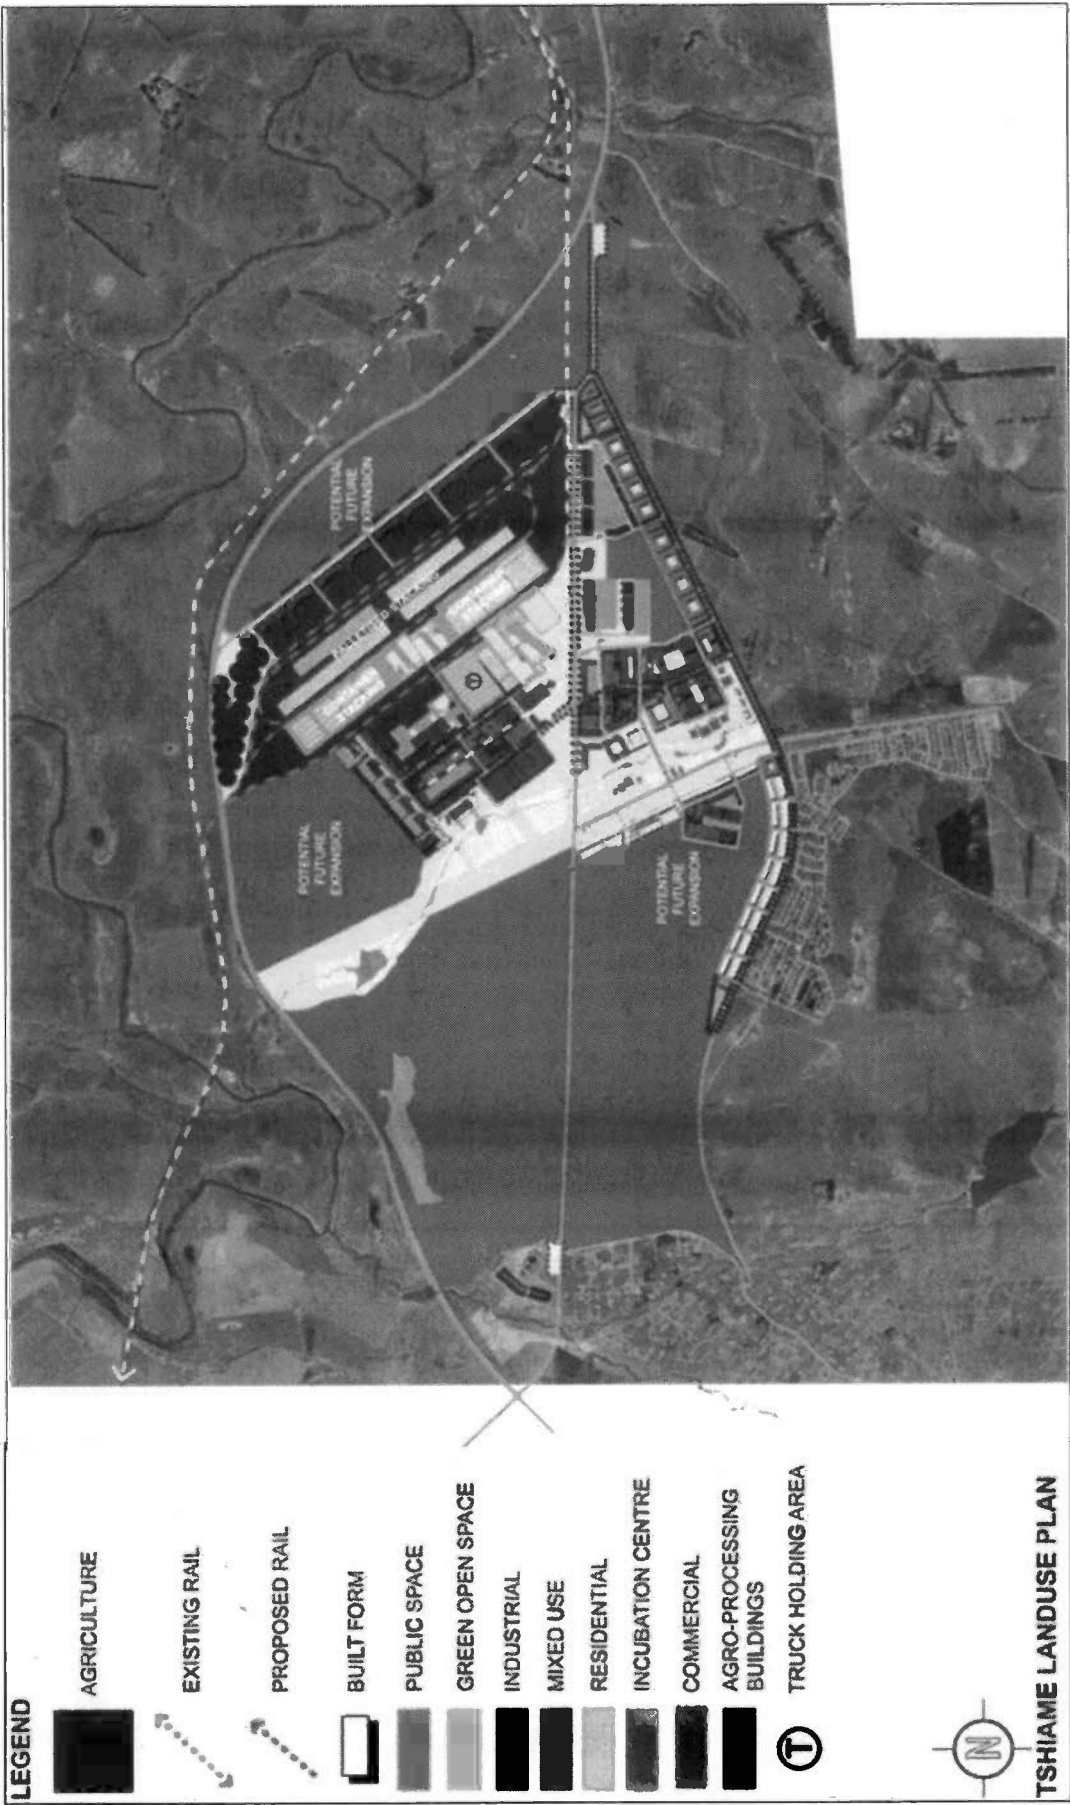 LEGEND
AGRICULTURE
EXISTING RAIL
PROPOSED RAIL
BUILT FORM
PUBLIC SPACE
GREEN OPEN SPACE
INDUSTRIAL
MIXED USE
RESIDENTIAL
INCUBATION CENTRE
COMMERCIAL
AGRO-PROCESSING
BUILDINGS
T
TRUCK HOLDING AREA
N
TSHIAME LANDUSE PLAN
POTENTIAL
FUTURE
EXPANSION
POTENTIAL
FUTURE
EXPANSION
POTENTIAL
FUTURE
EXPANSION
CONTAINER
STACKING
T